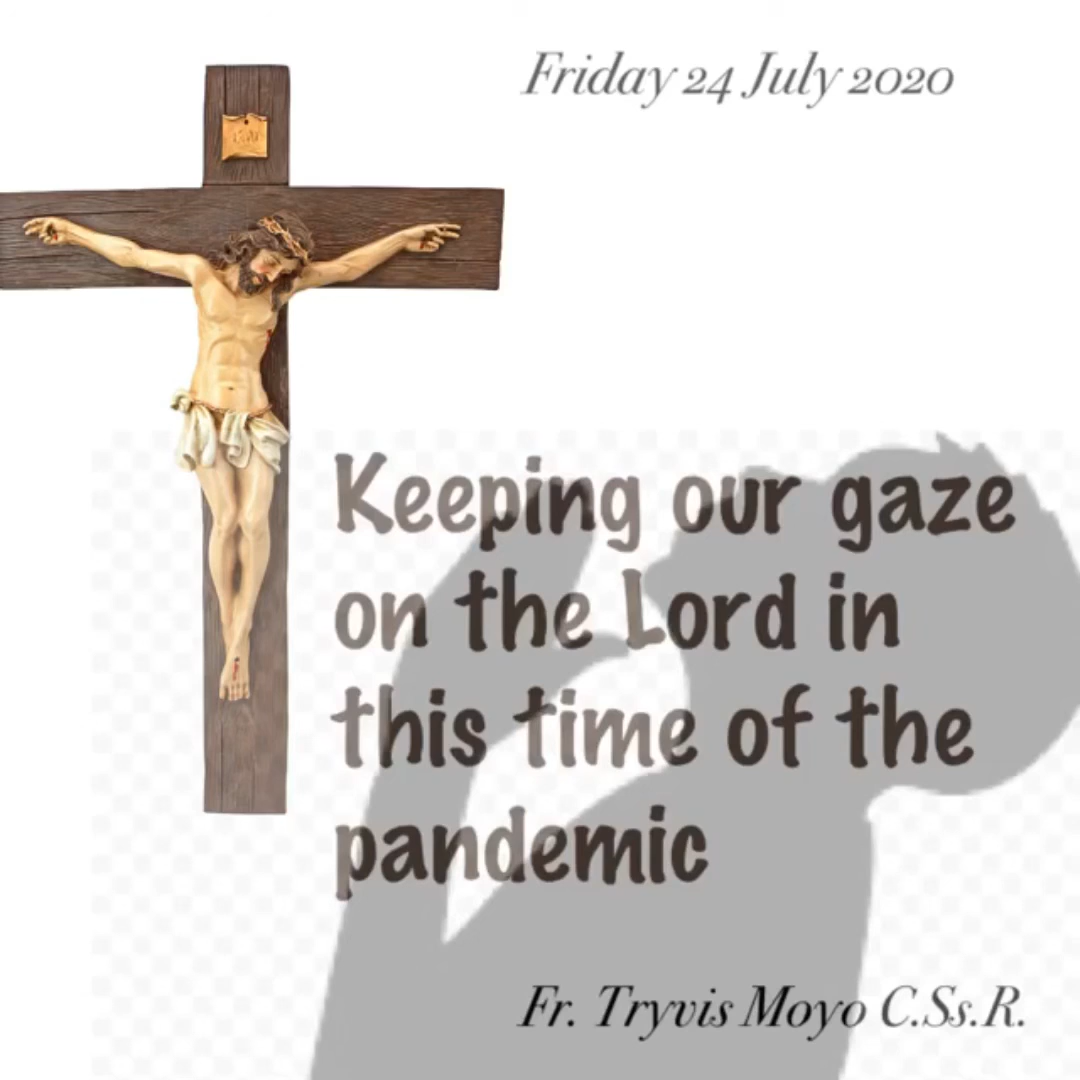 Friday 24 July 2020
Keeping our gaze
on the Lord in
this time of the
pandemic
Fr. Tryvis Moyo C.Ss.R.